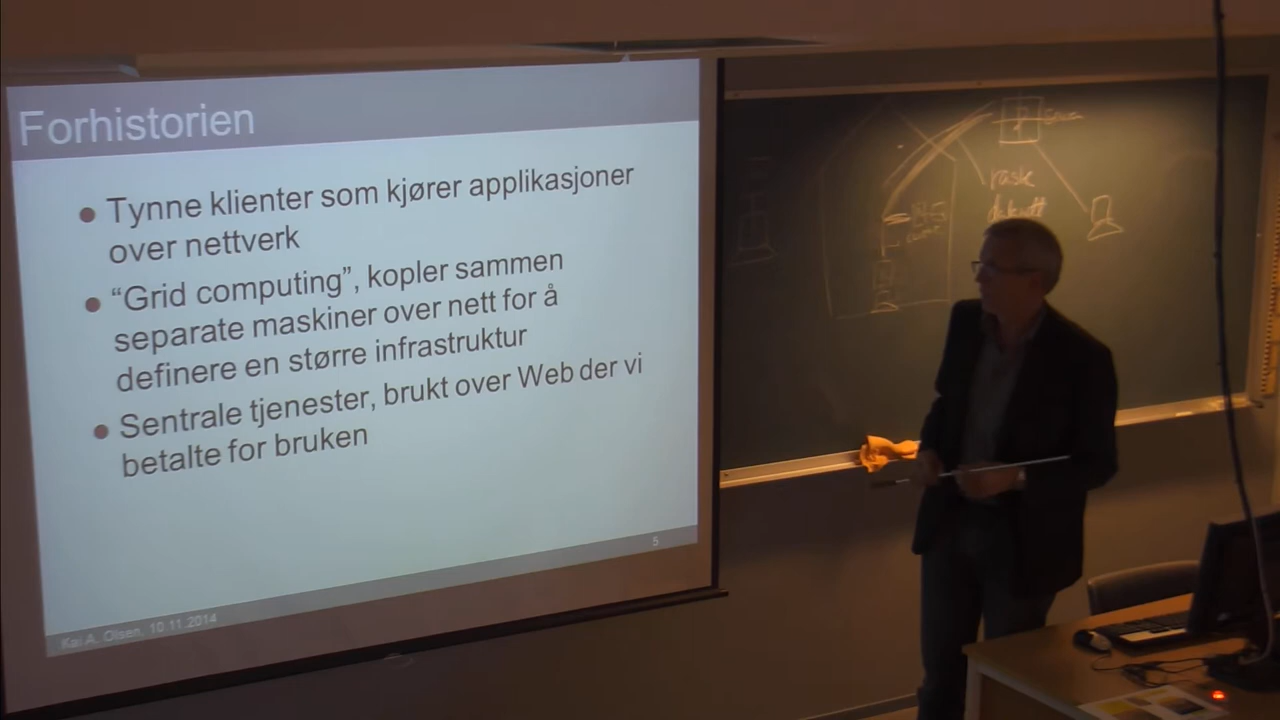 Forhistorien
● Tynne klienter som kjører applikasjoner
over nettverk
● “Grid computing”, kopler sammen
separate maskiner over nett for å
definere en større infrastruktur
● Sentrale tjenester, brukt over Web der vi
betalte for bruken
5
Kai A. Olsen, 10.11.2014
rask